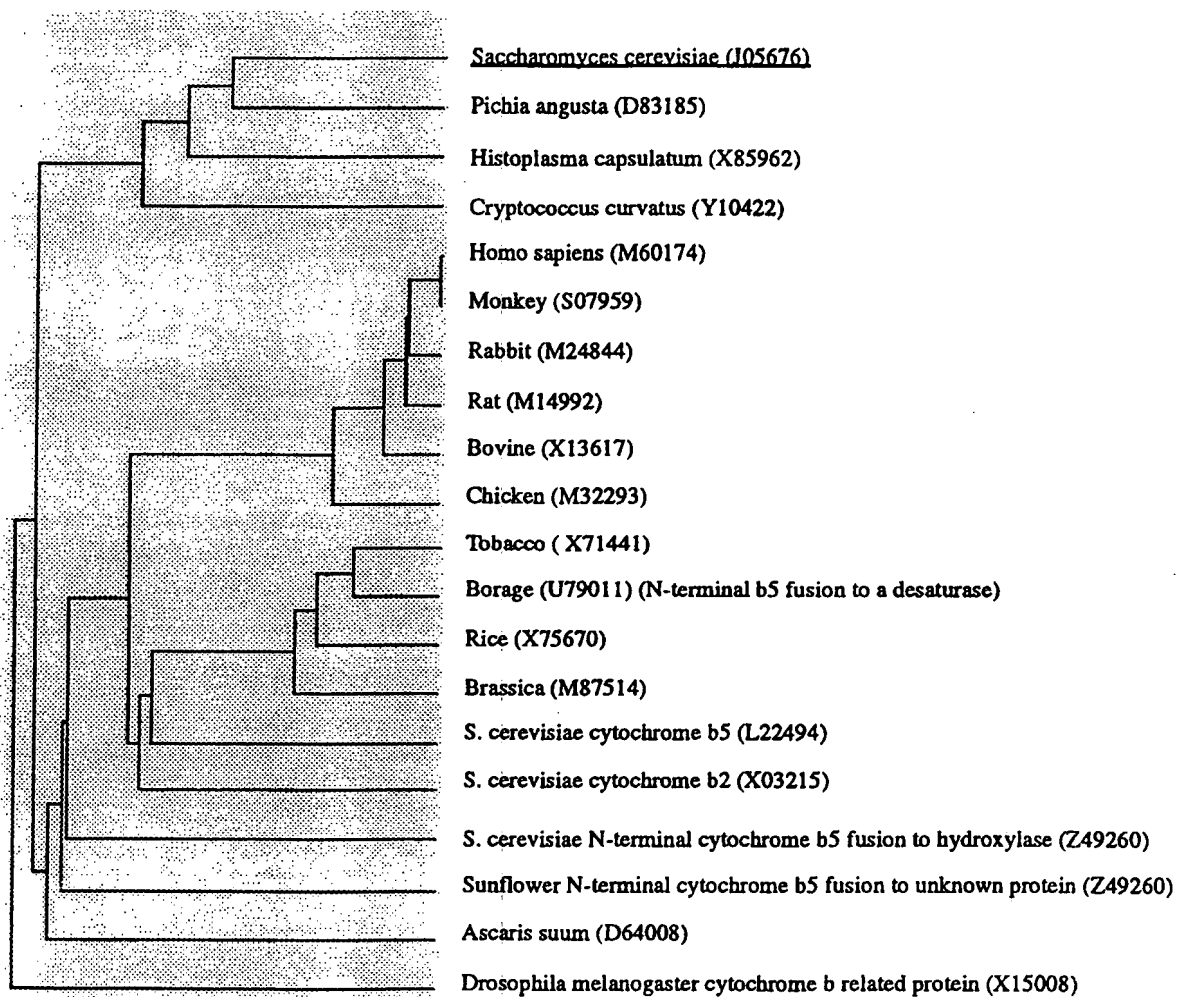 Saccharomyces cerevisiae (J05676)
Pichia angusta (D83185)
Histoplasma capsulatum (X85962)
Cryptococcus curvatus (Y10422)
Homo sapiens (M60174)
Monkey (S07959)
Rabbit (M24844)
Rat (M14992)
Bovine (X13617)
Chicken (M32293)
Tobacco ( X71441)
Borage (U79011) (N-terminal b5 fusion to a desaturase)
Rice (X75670)
Brassica (M87514)
S. cerevisiae cytochrome b5 (L22494)
S. cerevisiae cytochrome b2 (X03215)
S. cerevisiae N-terminal cytochrome b5 fusion to hydroxylase (Z49260)
Sunflower N-terminal cytochrome b5 fusion to unknown protein (Z49260)
Ascaris suum (D64008)
Drosophila melanogaster cytochrome b related protein (X15008)